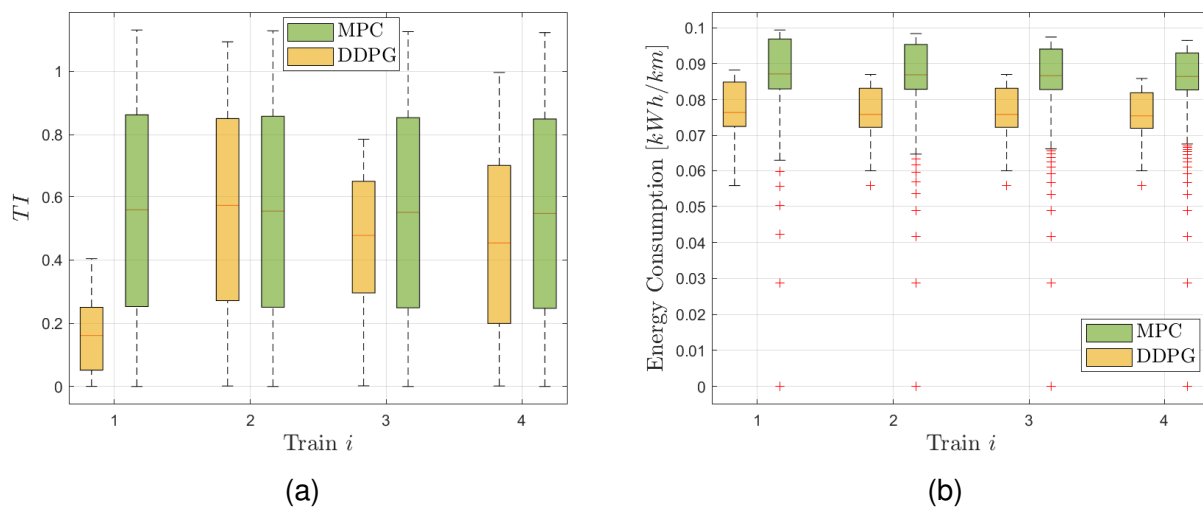 MPC
DDPG
1
0.8
0.6
0.4
0.2
0
TI
1
2
3
4
Train i
(a)
0.1
0.09
0.08
0.07
0.06
0.05
0.04
0.03
0.02
0.01
0
Energy Consumption [kWh/km]
MPC
DDPG
1
2
3
4
Train i
(b)